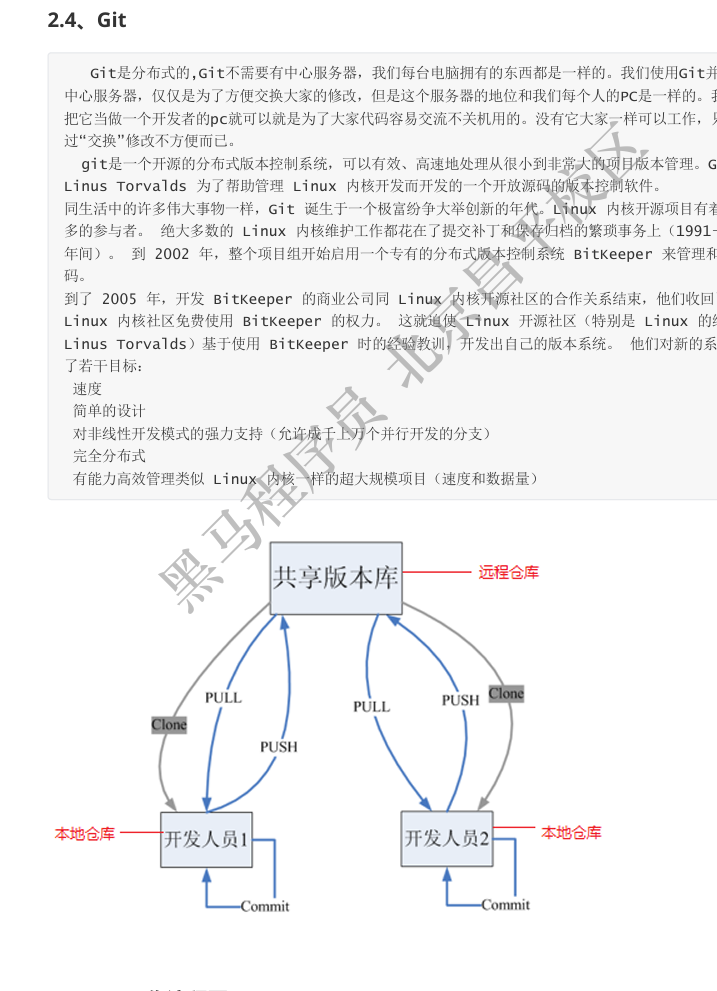 2.4、Git
Git是分布式的,Git不需要有中心服务器，我们每台电脑拥有的东西都是一样的。我们使用Git并
中心服务器，仅仅是为了方便交换大家的修改，但是这个服务器的地位和我们每个人的PC是一样的。我
把它当做一个开发者的pc就可以就是为了大家代码容易交流不关机用的。没有它大家一样可以工作，只
过“交换”修改不方便而已。
git是一个开源的分布式版本控制系统，可以有效、高速地处理从很小到非常大的项目版本管理。G
Linus Torvalds 为了帮助管理 Linux 内核开发而开发的一个开放源码的版本控制软件。
同生活中的许多伟大事物一样，Git 诞生于一个极富纷争大举创新的年代。Linux 内核开源项目有着
多的参与者。 绝大多数的 Linux 内核维护工作都花在了提交补丁和保存归档的繁琐事务上（1991-
年间）。 到 2002 年，整个项目组开始启用一个专有的分布式版本控制系统 BitKeeper 来管理和
码。
到了 2005 年，开发 BitKeeper 的商业公司同 Linux 内核开源社区的合作关系结束，他们收回
Linux 内核社区免费使用 BitKeeper 的权力。 这就迫使 Linux 开源社区（特别是 Linux 的缔
Linus Torvalds）基于使用 BitKeeper 时的经验教训，开发出自己的版本系统。 他们对新的系
了若干目标：
速度
简单的设计
对非线性开发模式的强力支持（允许成千上万个并行开发的分支）
完全分布式
有能力高效管理类似 Linux 内核一样的超大规模项目（速度和数据量）
黑马程序员 北京昌平校区
共享版本库
远程仓库
PULL
PUSH
Clone
PULL
PUSH
Clone
本地仓库
开发人员1
开发人员2
本地仓库
Commit
Commit